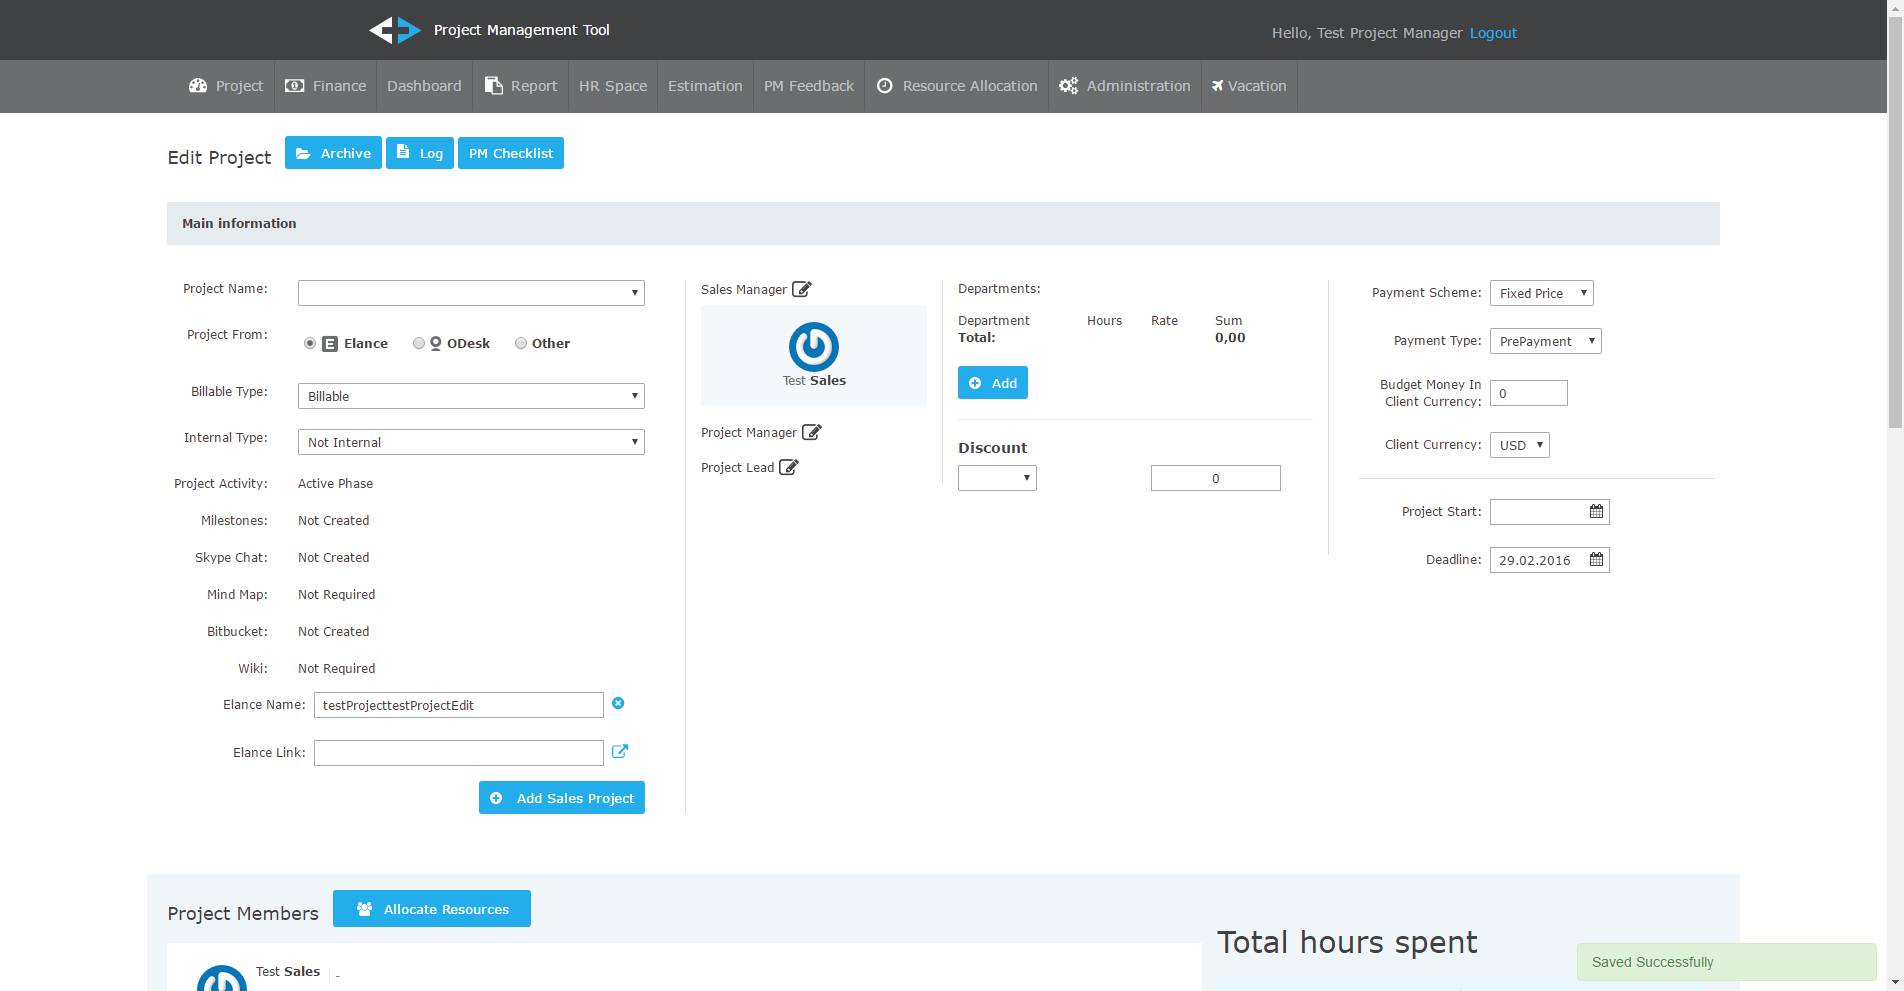 Project Management Tool
Hello, Test Project Manager Logout
Project Finance Dashboard Report HR Space Estimation PM Feedback Resource Allocation Administration Vacation
Edit Project Archive Log PM Checklist
Main information
Project Name:
Project From: E Elance ODesk Other
Billable Type: Billable
Internal Type: Not Internal
Project Activity: Active Phase
Milestones: Not Created
Skype Chat: Not Created
Mind Map: Not Required
Bitbucket: Not Created
Wiki: Not Required
Elance Name: testProjecttestProjectEdit
Elance Link:
Add Sales Project
Sales Manager
Test Sales
Project Manager
Project Lead
Departments:
Department Hours Rate Sum
Total: 0,00
Add
Discount
0
Payment Scheme: Fixed Price
Payment Type: PrePayment
Budget Money In
Client Currency: 0
Client Currency: USD
Project Start:
Deadline: 29.02.2016
Project Members Allocate Resources
Test Sales -
Total hours spent
Saved Successfully